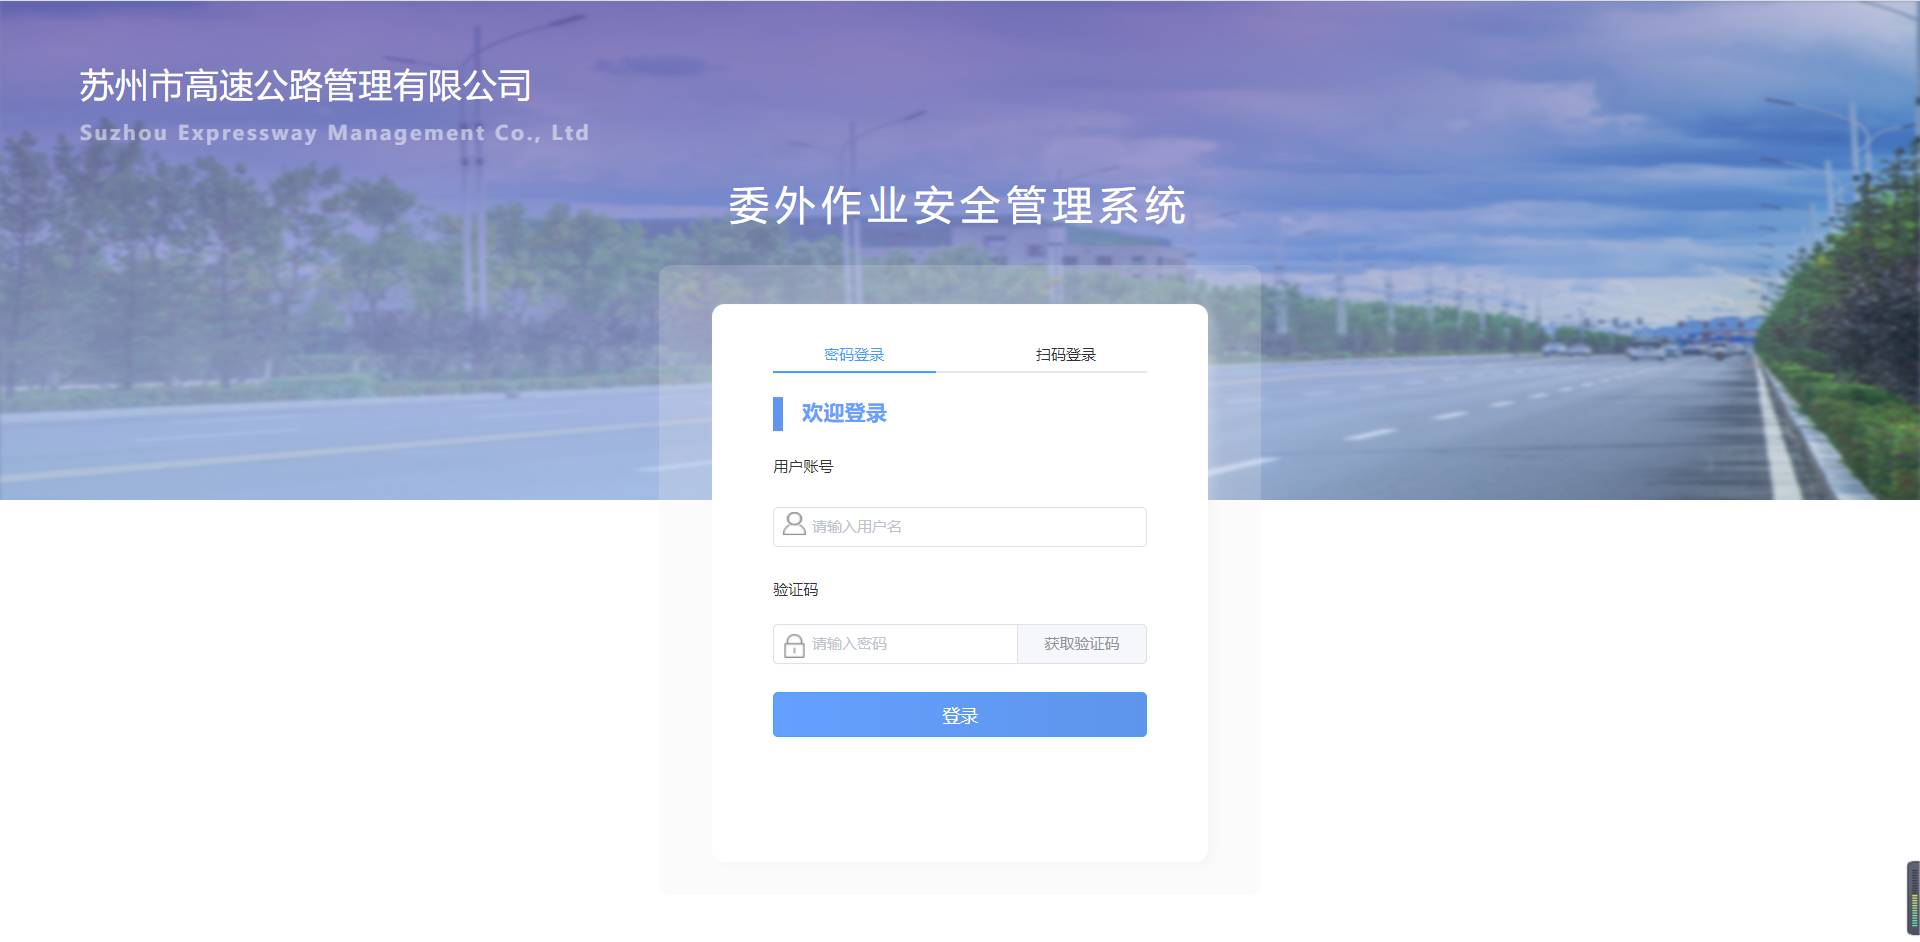 苏州市高速公路管理有限公司
Suzhou Expressway Management Co., Ltd
委外作业安全管理系统
密码登录 扫码登录
欢迎登录
用户账号
请输入用户名
验证码
请输入密码 获取验证码
登录